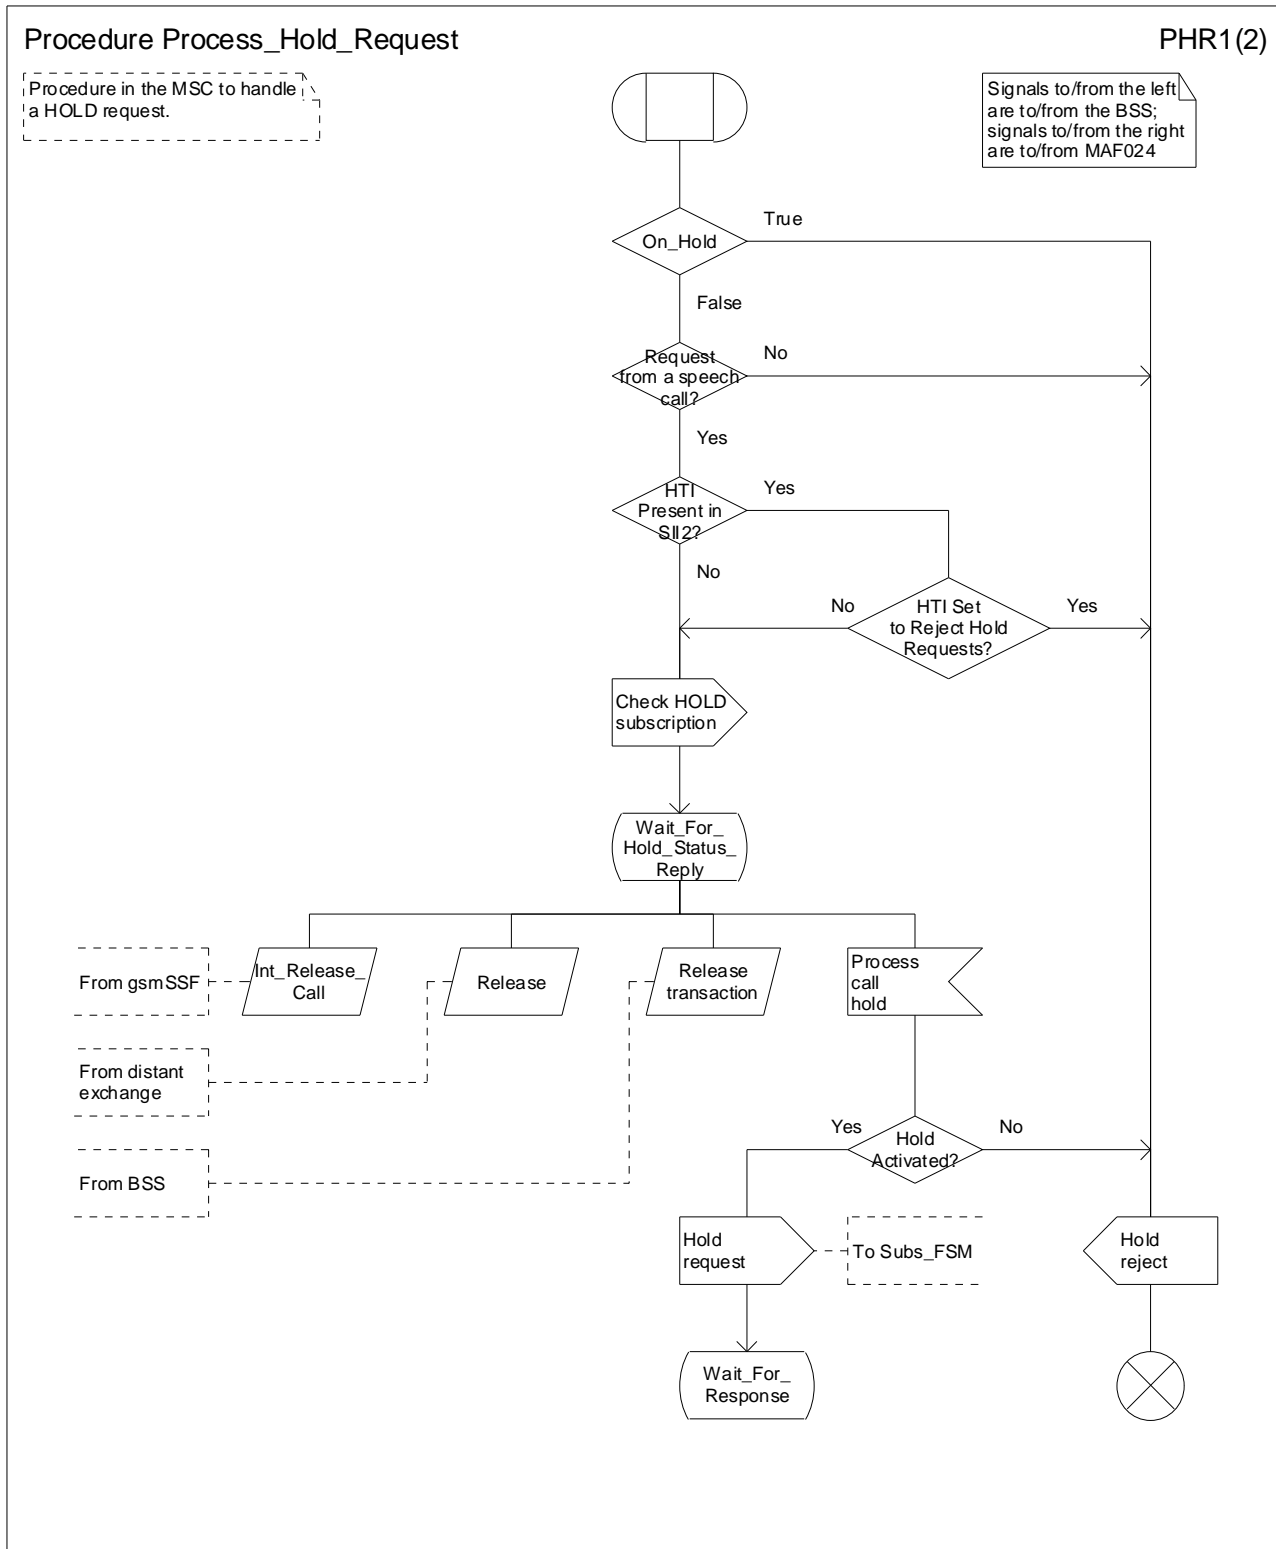 Procedure Process_Hold_Request
PHR1(2)
Procedure in the MSC to handle
a HOLD request.
Signals to/from the left
are to/from the BSS;
signals to/from the right
are to/from MAF024
True
On_Hold
False
Request
from a speech
call?
No
Yes
HTI
Present in
SII2?
Yes
No
No
HTI Set
to Reject Hold
Requests?
Yes
Check HOLD
subscription
Wait_For_
Hold_Status_
Reply
From gsmSSF
Int_Release_
Call
Release
Release
transaction
Process
call
hold
From distant
exchange
Yes
Hold
Activated?
No
From BSS
Hold
request
To Subs_FSM
Hold
reject
Wait_For_
Response